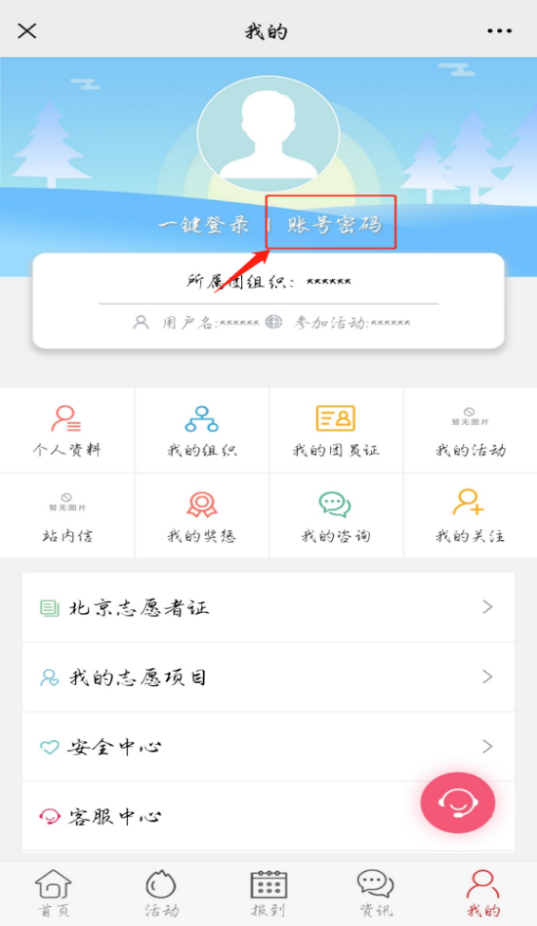 我的
一键登录 | 账号密码
所属团组织：******
用户名:****** 参加活动:******
个人资料 我的组织 我的团员证 暂无图片 我的活动
暂无图片 站内信 我的奖惩 我的咨询 我的关注
北京志愿者证
我的志愿项目
安全中心
客服中心
首页 活动 报到 资讯 我的